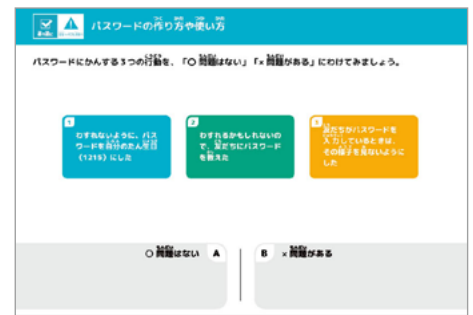 パスワードの作り方や使い方
パスワードにかんする3つの行動を、「○ 問題はない」「× 問題がある」にわけてみましょう。
1
わすれないように、パス
ワードを自分のたん生日
(1215)にした
2
わすれるかもしれないの
で、友だちにパスワード
を教えた
3
友だちがパスワードを
入力しているときは、
その様子を見ないように
した
○ 問題はない A
B × 問題がある